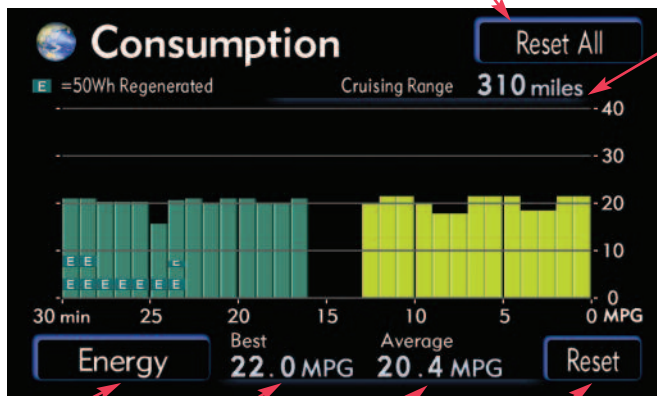 Consumption
Reset All
E =50Wh Regenerated
Cruising Range 310 miles
40
30
20
10
0
E E E
E E E E E E E
30 min 25 20 15 10 5 0 MPG
Energy
Best
22.0 MPG
Average
20.4 MPG
Reset